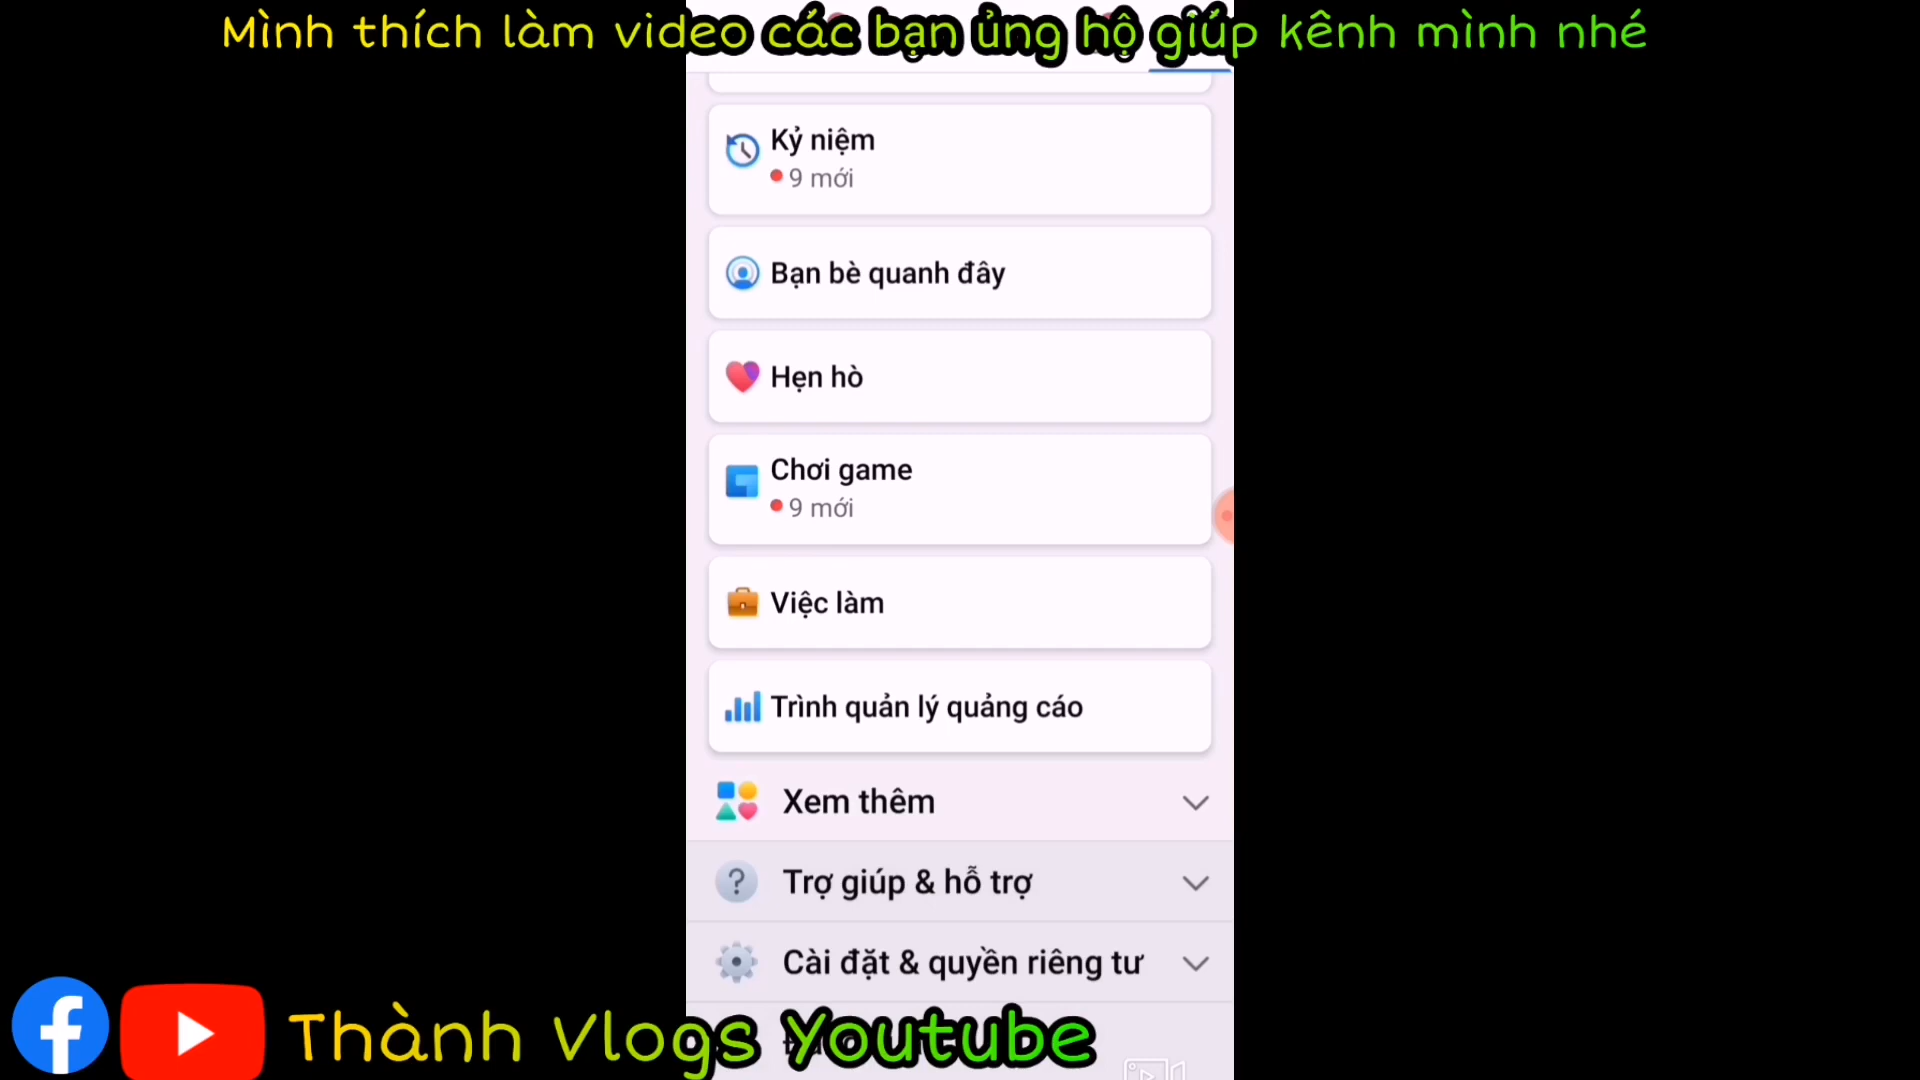 Mình thích làm video các bạn ủng hộ giúp kênh mình nhé
Kỷ niệm
9 mới
Bạn bè quanh đây
Hẹn hò
Chơi game
9 mới
Việc làm
Trình quản lý quảng cáo
Xem thêm
Trợ giúp & hỗ trợ
Cài đặt & quyền riêng tư
Thành Vlogs Youtube